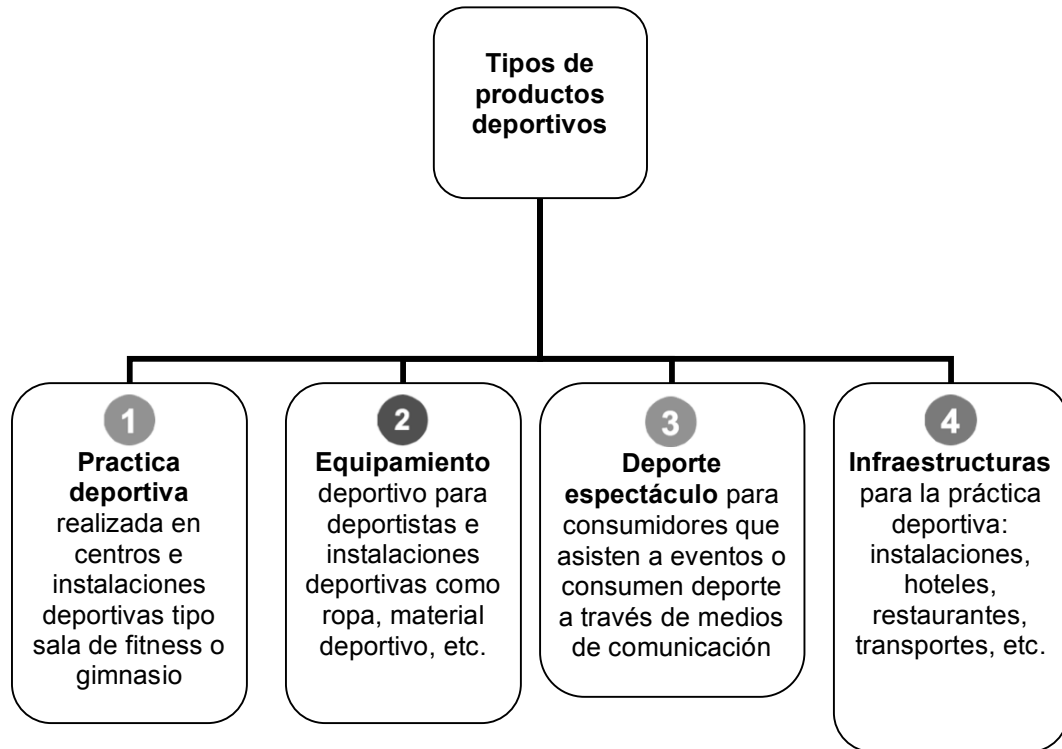 Tipos de
productos
deportivos
1
Practica
deportiva
realizada en
centros e
instalaciones
deportivas tipo
sala de fitness o
gimnasio
2
Equipamiento
deportivo para
deportistas e
instalaciones
deportivas como
ropa, material
deportivo, etc.
3
Deporte
espectáculo para
consumidores que
asisten a eventos o
consumen deporte
a través de medios
de comunicación
4
Infraestructuras
para la práctica
deportiva:
instalaciones,
hoteles,
restaurantes,
transportes, etc.